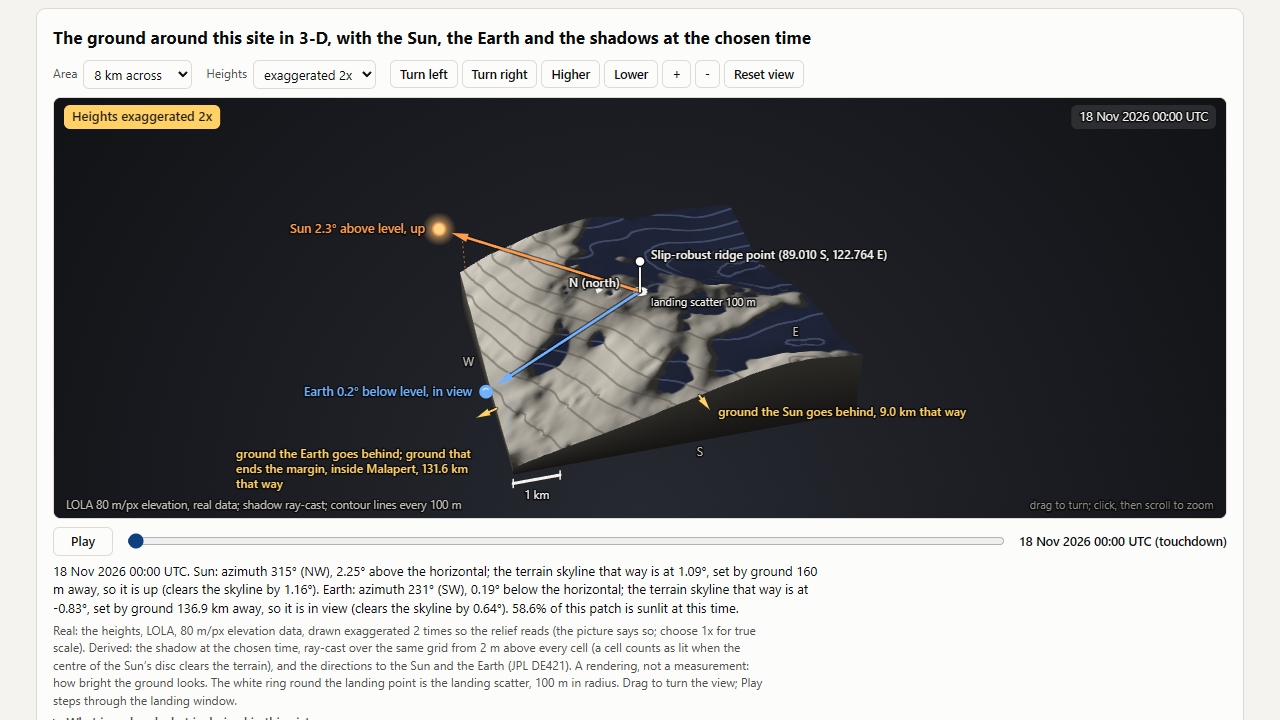 The ground around this site in 3-D, with the Sun, the Earth and the shadows at the chosen time
Area 8 km across Heights exaggerated 2x Turn left Turn right Higher Lower + - Reset view
Heights exaggerated 2x
18 Nov 2026 00:00 UTC
Sun 2.3° above level, up
Slip-robust ridge point (89.010 S, 122.764 E)
N (north)
landing scatter 100 m
E
W
Earth 0.2° below level, in view
ground the Sun goes behind, 9.0 km that way
S
ground the Earth goes behind; ground that
ends the margin, inside Malapert, 131.6 km
that way
1 km
LOLA 80 m/px elevation, real data; shadow ray-cast; contour lines every 100 m
drag to turn; click, then scroll to zoom
Play
18 Nov 2026 00:00 UTC (touchdown)
18 Nov 2026 00:00 UTC. Sun: azimuth 315° (NW), 2.25° above the horizontal; the terrain skyline that way is at 1.09°, set by ground 160
m away, so it is up (clears the skyline by 1.16°). Earth: azimuth 231° (SW), 0.19° below the horizontal; the terrain skyline that way is at
-0.83°, set by ground 136.9 km away, so it is in view (clears the skyline by 0.64°). 58.6% of this patch is sunlit at this time.
Real: the heights, LOLA, 80 m/px elevation data, drawn exaggerated 2 times so the relief reads (the picture says so; choose 1x for true
scale). Derived: the shadow at the chosen time, ray-cast over the same grid from 2 m above every cell (a cell counts as lit when the
centre of the Sun's disc clears the terrain), and the directions to the Sun and the Earth (JPL DE421). A rendering, not a measurement:
how bright the ground looks. The white ring round the landing point is the landing scatter, 100 m in radius. Drag to turn the view; Play
steps through the landing window.